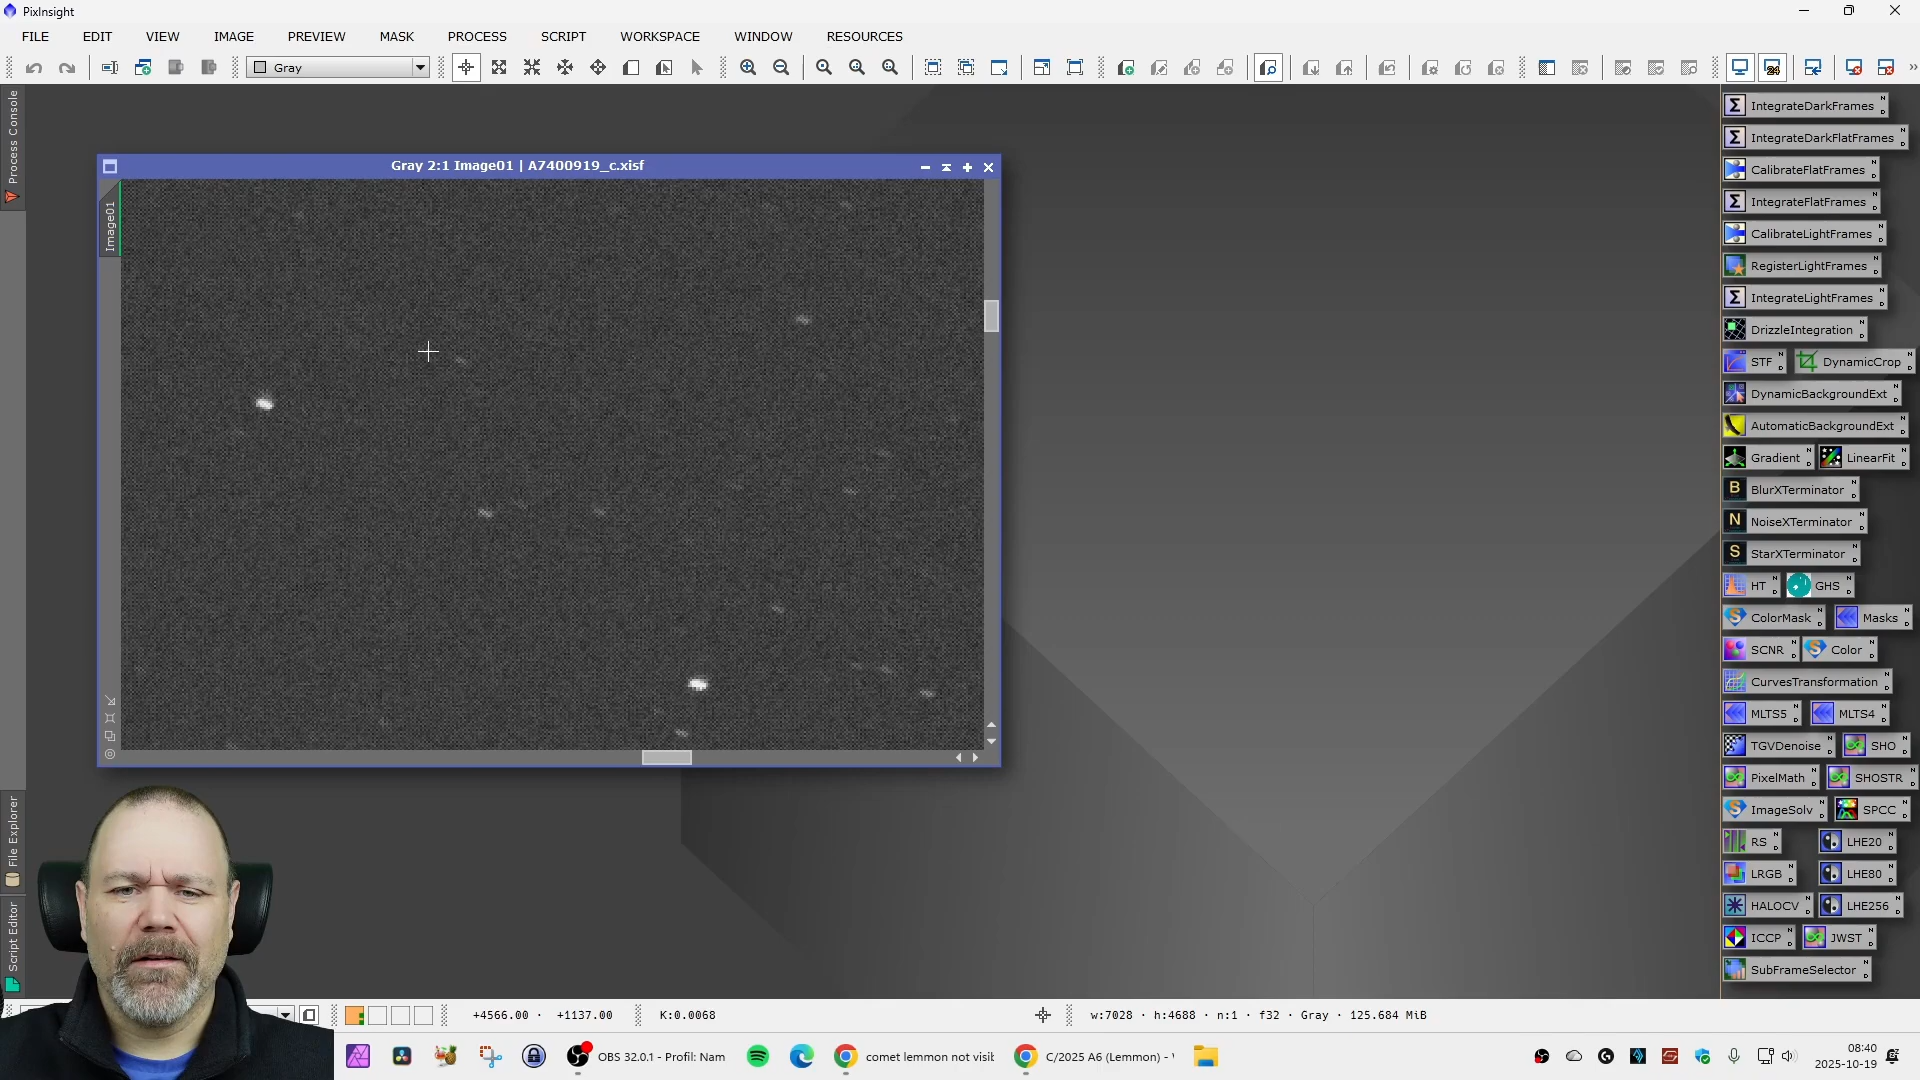 PixInsight
FILE EDIT VIEW IMAGE PREVIEW MASK PROCESS SCRIPT WORKSPACE WINDOW RESOURCES
Gray
24
Process Console
Gray 2:1 Image01 | A7400919_c.xisf
Image01
IntegrateDarkFrames
IntegrateDarkFlatFrames
CalibrateFlatFrames
IntegrateFlatFrames
CalibrateLightFrames
RegisterLightFrames
IntegrateLightFrames
DrizzleIntegration
STF DynamicCrop
DynamicBackgroundExt
AutomaticBackgroundExt
Gradient LinearFit
B BlurXTerminator
N NoiseXTerminator
S StarXTerminator
HT GHS
ColorMask Masks
SCNR Color
CurvesTransformation
MLTS5 MLTS4
TGVDenoise SHO
PixelMath SHOSTR
ImageSolv SPCC
RS LHE20
LRGB LHE80
HALOCV LHE256
ICCP JWST
SubFrameSelector
File Explorer
Script Editor
+4566.00 · +1137.00 K:0.0068 w:7028 · h:4688 · n:1 · f32 · Gray · 125.684 MiB
OBS 32.0.1 - Profil: Nam
comet lemmon not visit
C/2025 A6 (Lemmon) -
08:40
2025-10-19